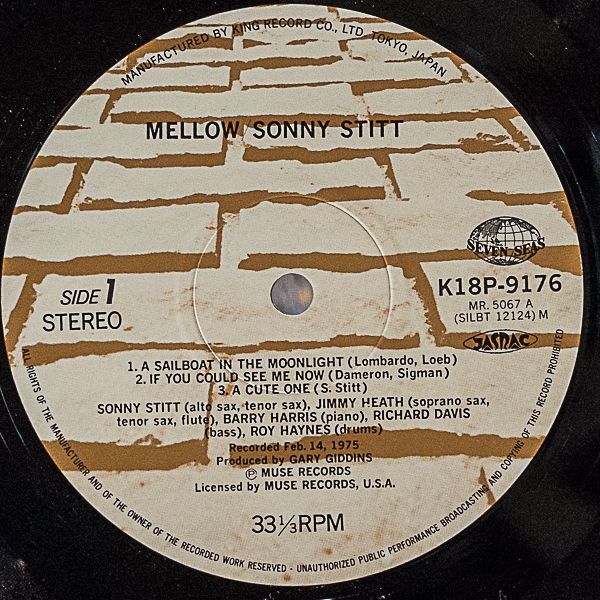 MANUFACTURED BY KING RECORD CO., LTD. TOKYO, JAPAN
MELLOW SONNY STITT
SEVEN SEAS
SIDE 1
STEREO
K18P-9176
MR. 5067 A
(SILBT 12124) M
JASRAC
1. A SAILBOAT IN THE MOONLIGHT (Lombardo, Loeb)
2. IF YOU COULD SEE ME NOW (Dameron, Sigman)
3. A CUTE ONE (S. Stitt)
SONNY STITT (alto sax, tenor sax), JIMMY HEATH (soprano sax,
tenor sax, flute), BARRY HARRIS (piano), RICHARD DAVIS
(bass), ROY HAYNES (drums)
Recorded Feb. 14, 1975
Produced by GARY GIDDINS
Ⓟ MUSE RECORDS
Licensed by MUSE RECORDS, U.S.A.
33⅓RPM
ALL RIGHTS OF THE MANUFACTURER AND OF THE OWNER OF THE RECORDED WORK RESERVED - UNAUTHORIZED PUBLIC PERFORMANCE BROADCASTING AND COPYING OF THIS RECORD PROHIBITED